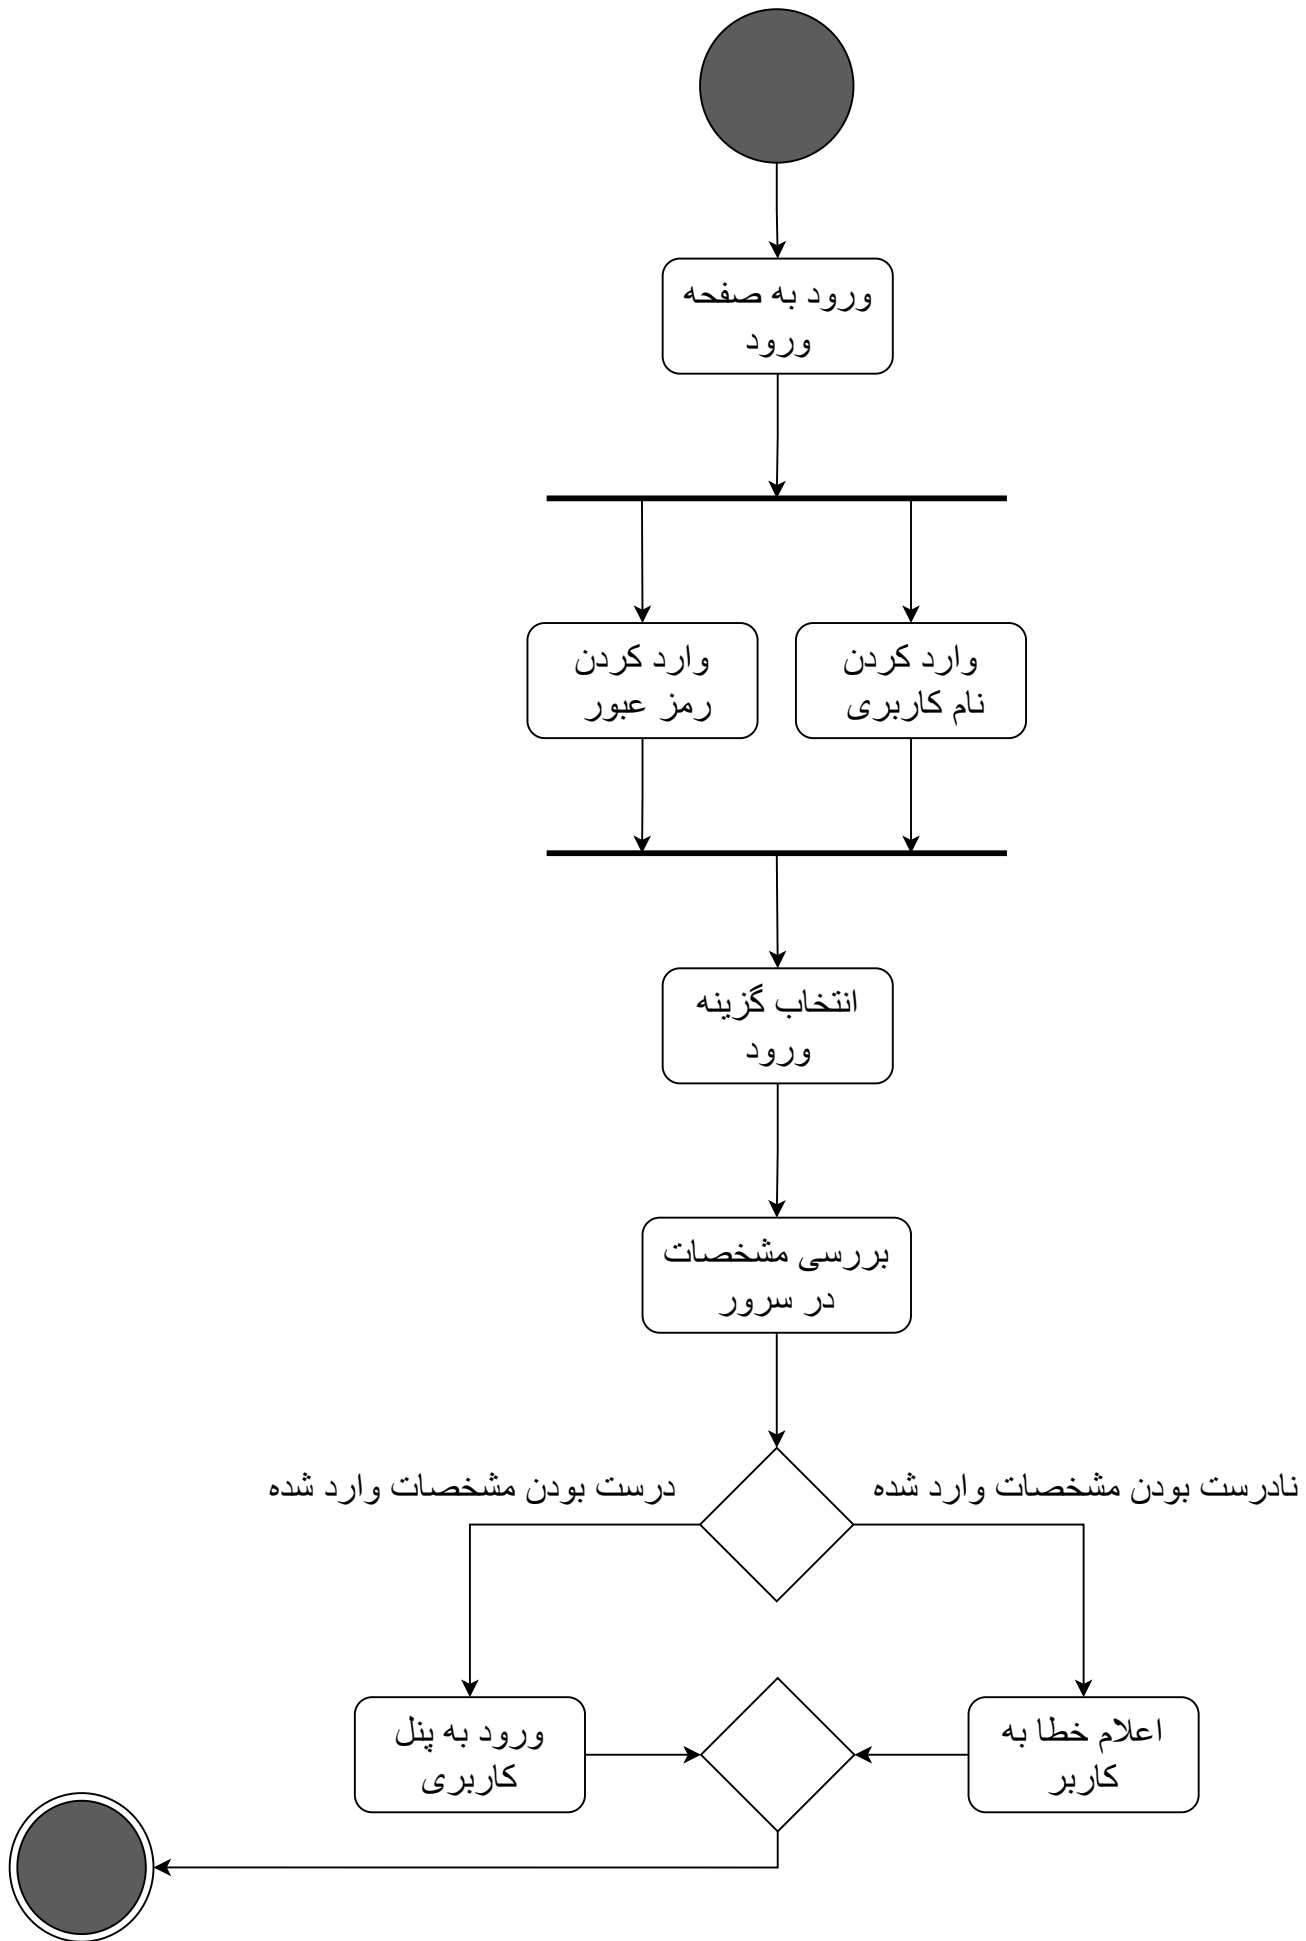 ورود به صفحه
ورود
وارد کردن
نام کاربری
وارد کردن
رمز عبور
انتخاب گزینه
ورود
بررسی مشخصات
در سرور
نادرست بودن مشخصات وارد شده
درست بودن مشخصات وارد شده
اعلام خطا به
کاربر
ورود به پنل
کاربری